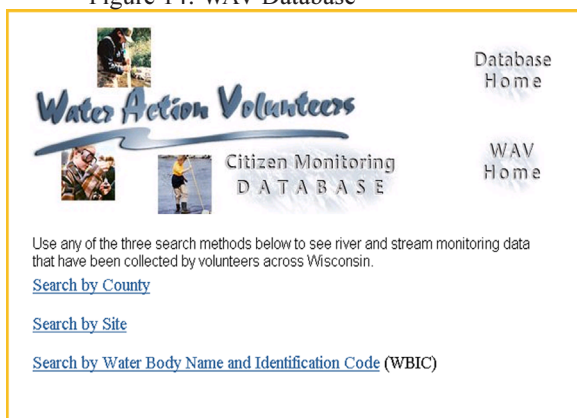 Figure 14. WAV Database
Water Action Volunteers
Citizen Monitoring
DATABASE
Database
Home
WAV
Home
Use any of the three search methods below to see river and stream monitoring data
that have been collected by volunteers across Wisconsin.
Search by County
Search by Site
Search by Water Body Name and Identification Code (WBIC)